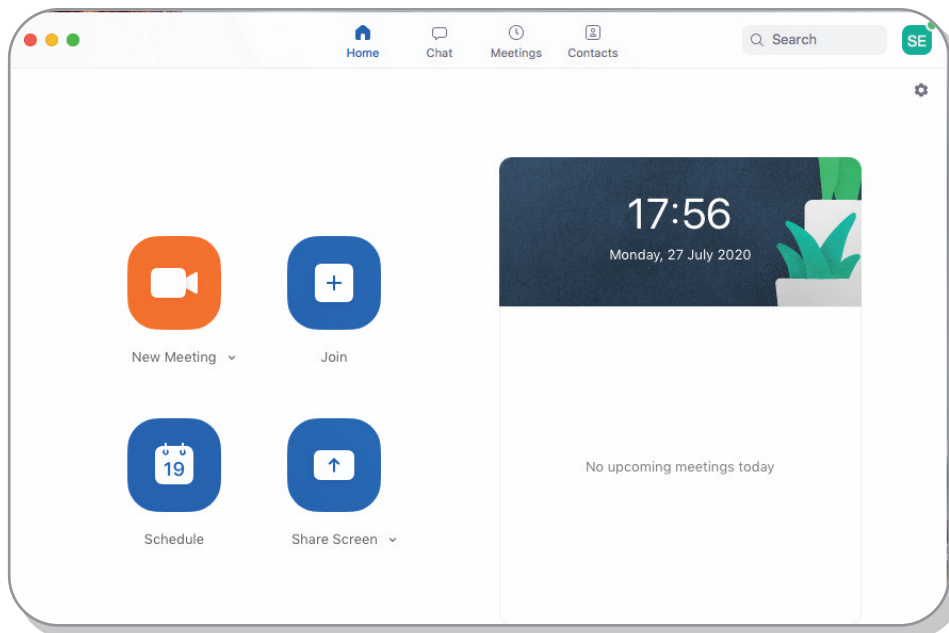 Home
Chat
Meetings
Contacts
Search
SE
17:56
Monday, 27 July 2020
New Meeting
Join
19
Schedule
Share Screen
No upcoming meetings today